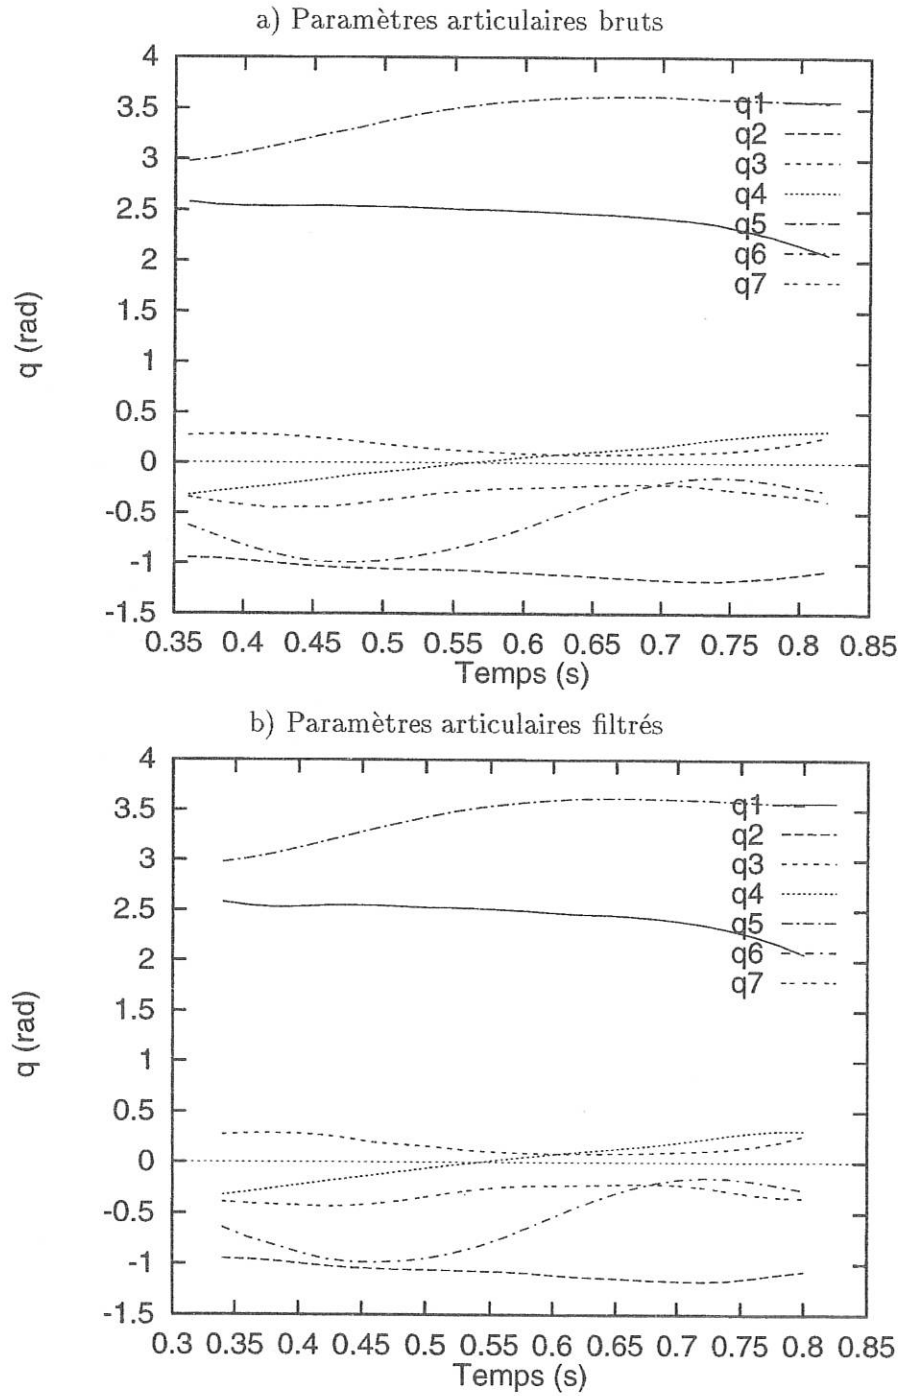 a) Paramètres articulaires bruts
4
3.5
3
2.5
2
1.5
1
0.5
0
-0.5
-1
-1.5
q (rad)
q1
q2
q3
q4
q5
q6
q7
0.35 0.4 0.45 0.5 0.55 0.6 0.65 0.7 0.75 0.8 0.85
Temps (s)
b) Paramètres articulaires filtrés
4
3.5
3
2.5
2
1.5
1
0.5
0
-0.5
-1
-1.5
q (rad)
q1
q2
q3
q4
q5
q6
q7
0.3 0.35 0.4 0.45 0.5 0.55 0.6 0.65 0.7 0.75 0.8 0.85
Temps (s)